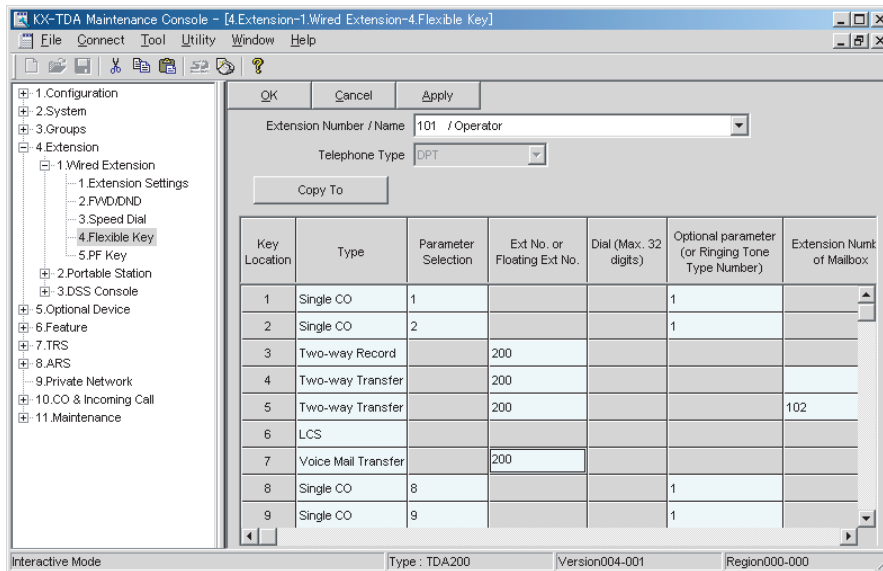 KX-TDA Maintenance Console - [4.Extension-1.Wired Extension-4.Flexible Key]
File Connect Tool Utility Window Help
1.Configuration
2.System
3.Groups
4.Extension
1.Wired Extension
1.Extension Settings
2.FWD/DND
3.Speed Dial
4.Flexible Key
5.PF Key
2.Portable Station
3.DSS Console
5.Optional Device
6.Feature
7.TRS
8.ARS
9.Private Network
10.CO & Incoming Call
11.Maintenance
OK Cancel Apply
Extension Number / Name 101 / Operator
Telephone Type DPT
Copy To
Key Location Type Parameter Selection Ext No. or Floating Ext No. Dial (Max. 32 digits) Optional parameter (or Ringing Tone Type Number) Extension Numb of Mailbox
1 Single CO 1 1
2 Single CO 2 1
3 Two-way Record 200
4 Two-way Transfer 200
5 Two-way Transfer 200 102
6 LCS
7 Voice Mail Transfer 200
8 Single CO 8 1
9 Single CO 9 1
Interactive Mode Type : TDA200 Version004-001 Region000-000